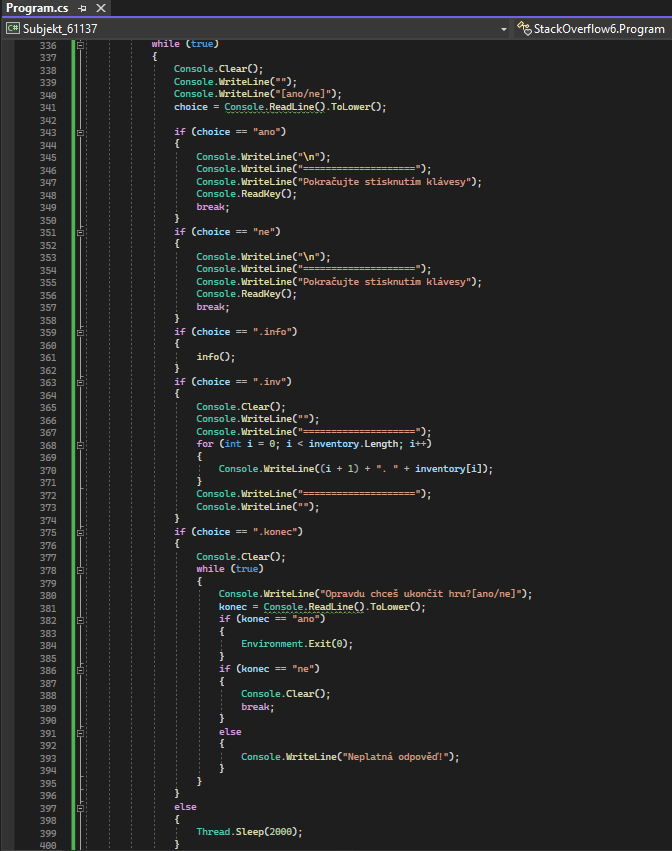 Program.cs
C# Subjekt_61137 StackOverflow6.Program
336 while (true)
337 {
338 Console.Clear();
339 Console.WriteLine("");
340 Console.WriteLine("[ano/ne]");
341 choice = Console.ReadLine().ToLower();
342
343 if (choice == "ano")
344 {
345 Console.WriteLine("\n");
346 Console.WriteLine("====================");
347 Console.WriteLine("Pokračujte stisknutím klávesy");
348 Console.ReadKey();
349 break;
350 }
351 if (choice == "ne")
352 {
353 Console.WriteLine("\n");
354 Console.WriteLine("====================");
355 Console.WriteLine("Pokračujte stisknutím klávesy");
356 Console.ReadKey();
357 break;
358 }
359 if (choice == ".info")
360 {
361 info();
362 }
363 if (choice == ".inv")
364 {
365 Console.Clear();
366 Console.WriteLine("");
367 Console.WriteLine("====================");
368 for (int i = 0; i < inventory.Length; i++)
369 {
370 Console.WriteLine((i + 1) + ". " + inventory[i]);
371 }
372 Console.WriteLine("====================");
373 Console.WriteLine("");
374 }
375 if (choice == ".konec")
376 {
377 Console.Clear();
378 while (true)
379 {
380 Console.WriteLine("Opravdu chceš ukončit hru?[ano/ne]");
381 konec = Console.ReadLine().ToLower();
382 if (konec == "ano")
383 {
384 Environment.Exit(0);
385 }
386 if (konec == "ne")
387 {
388 Console.Clear();
389 break;
390 }
391 else
392 {
393 Console.WriteLine("Neplatná odpověď!");
394 }
395 }
396 }
397 else
398 {
399 Thread.Sleep(2000);
400 }